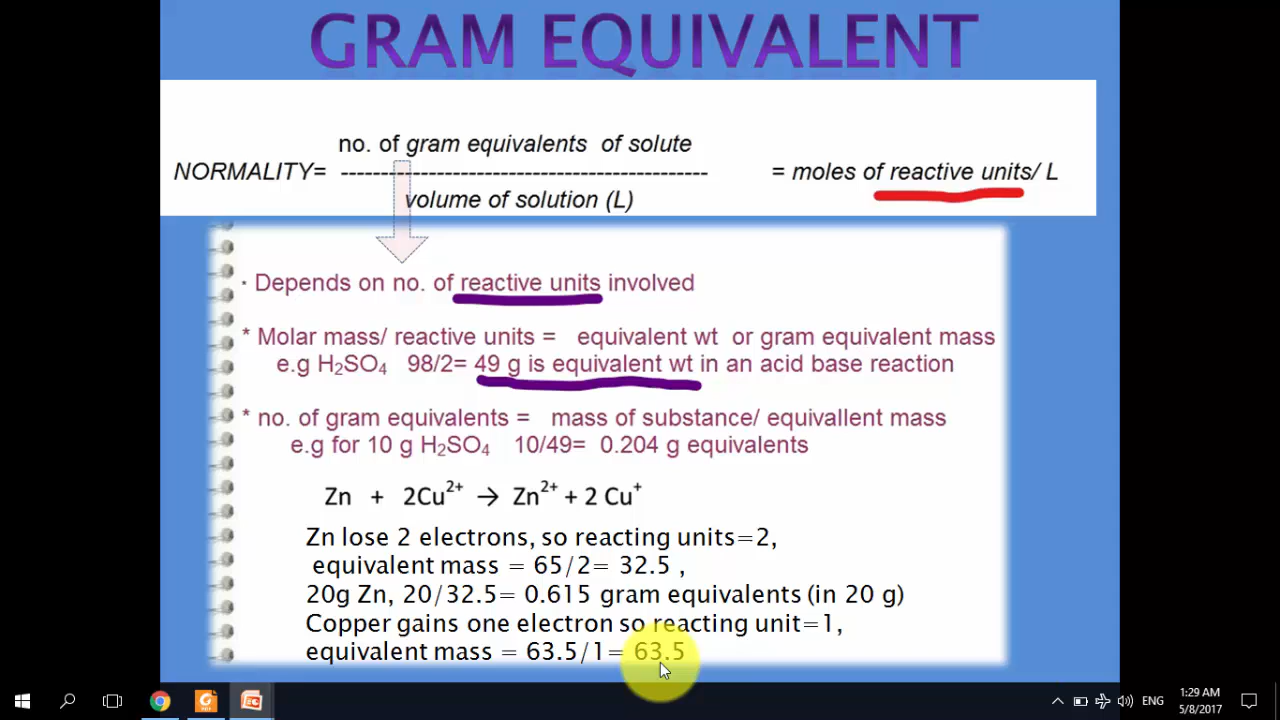 GRAM EQUIVALENT
no. of gram equivalents of solute
NORMALITY= ---------------------------------------- = moles of reactive units/ L
volume of solution (L)
· Depends on no. of reactive units involved
* Molar mass/ reactive units = equivalent wt or gram equivalent mass
e.g H₂SO₄ 98/2= 49 g is equivalent wt in an acid base reaction
* no. of gram equivalents = mass of substance/ equivallent mass
e.g for 10 g H₂SO₄ 10/49= 0.204 g equivalents
Zn + 2Cu²⁺ → Zn²⁺ + 2 Cu⁺
Zn lose 2 electrons, so reacting units=2,
equivalent mass = 65/2= 32.5 ,
20g Zn, 20/32.5= 0.615 gram equivalents (in 20 g)
Copper gains one electron so reacting unit=1,
equivalent mass = 63.5/1= 63.5
ENG
1:29 AM
5/8/2017